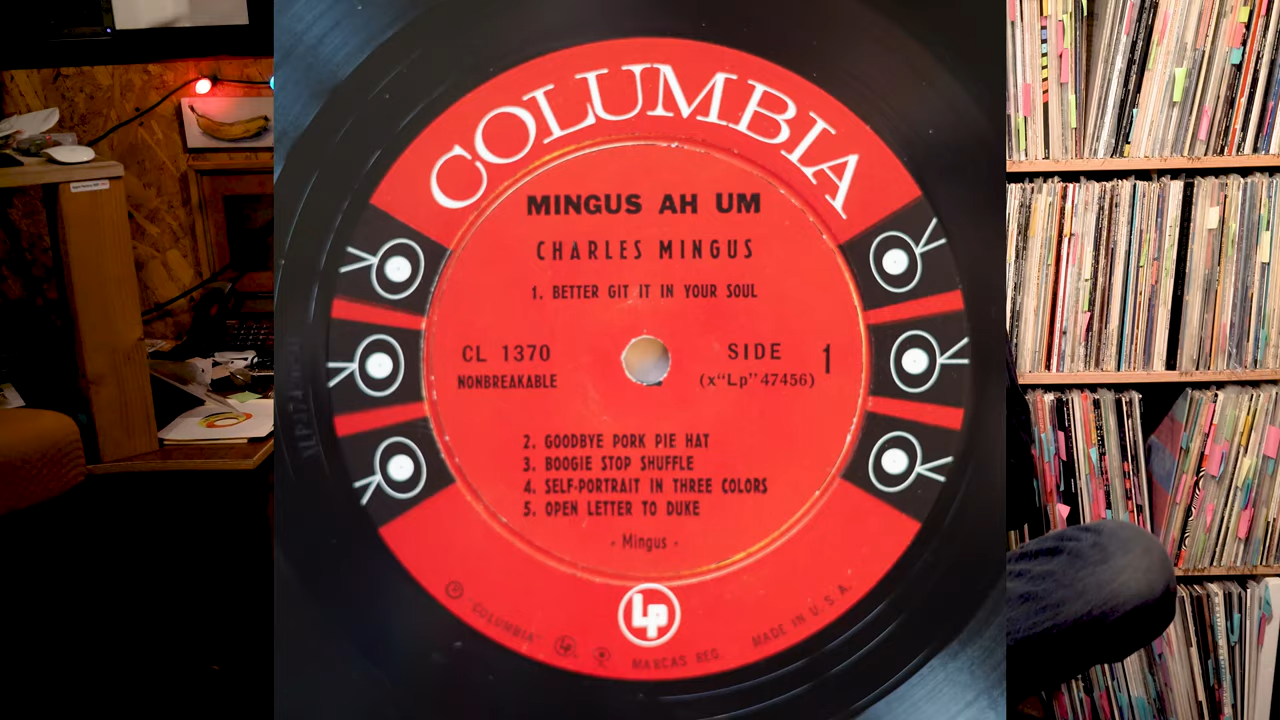 COLUMBIA
MINGUS AH UM
CHARLES MINGUS
1. BETTER GIT IT IN YOUR SOUL
CL 1370
NONBREAKABLE
SIDE 1
(x"Lp" 47456)
2. GOODBYE PORK PIE HAT
3. BOOGIE STOP SHUFFLE
4. SELF-PORTRAIT IN THREE COLORS
5. OPEN LETTER TO DUKE
- Mingus -
Lp
"COLUMBIA" Lp MARCAS REG. MADE IN U.S.A.